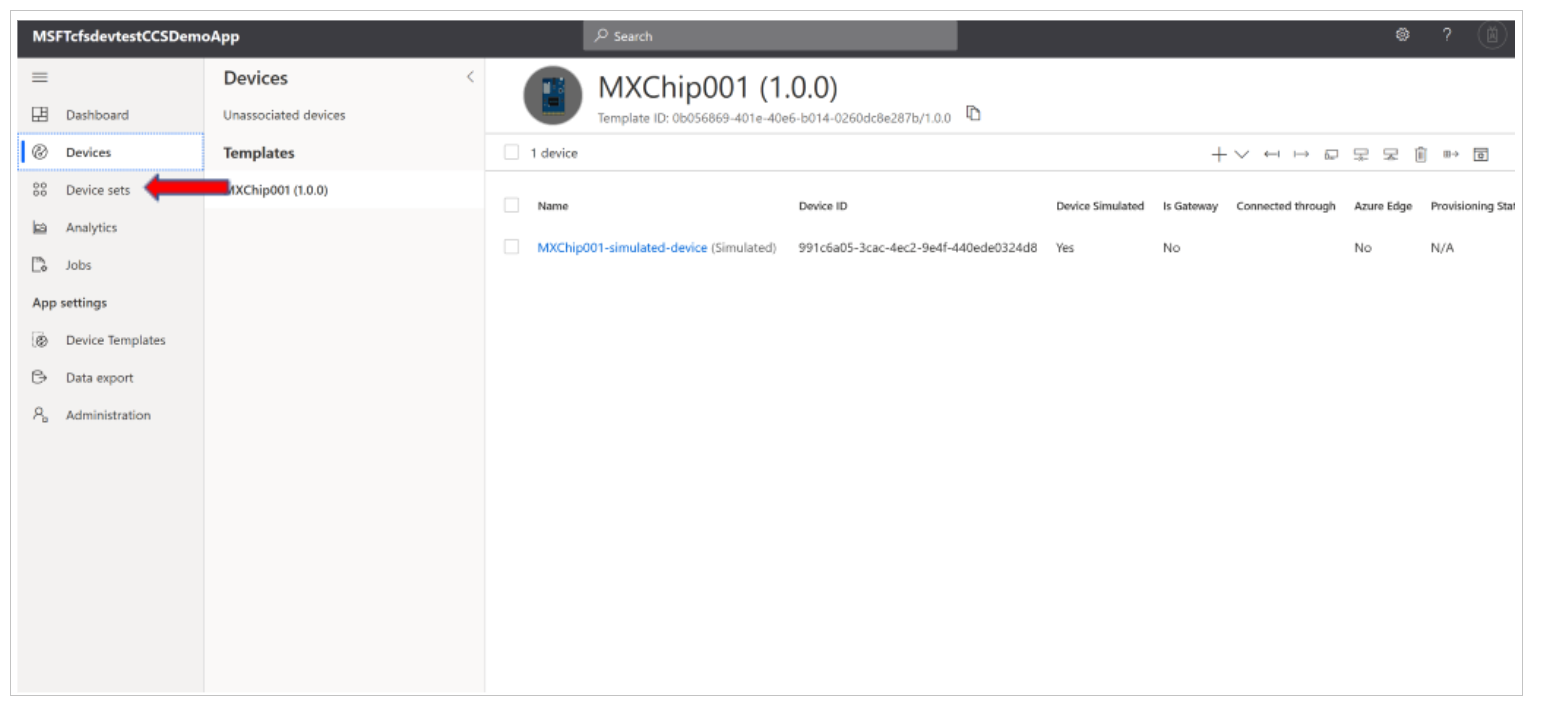 MSFTcfsdevtestCCSDemoApp
Search
?
Dashboard
Devices
Device sets
Analytics
Jobs
App settings
Device Templates
Data export
Administration
Devices
Unassociated devices
Templates
MXChip001 (1.0.0)
MXChip001 (1.0.0)
Template ID: 0b056869-401e-40e6-b014-0260dc8e287b/1.0.0
1 device
Name Device ID Device Simulated Is Gateway Connected through Azure Edge Provisioning Stat
MXChip001-simulated-device (Simulated) 991c6a05-3cac-4ec2-9e4f-440ede0324d8 Yes No No N/A